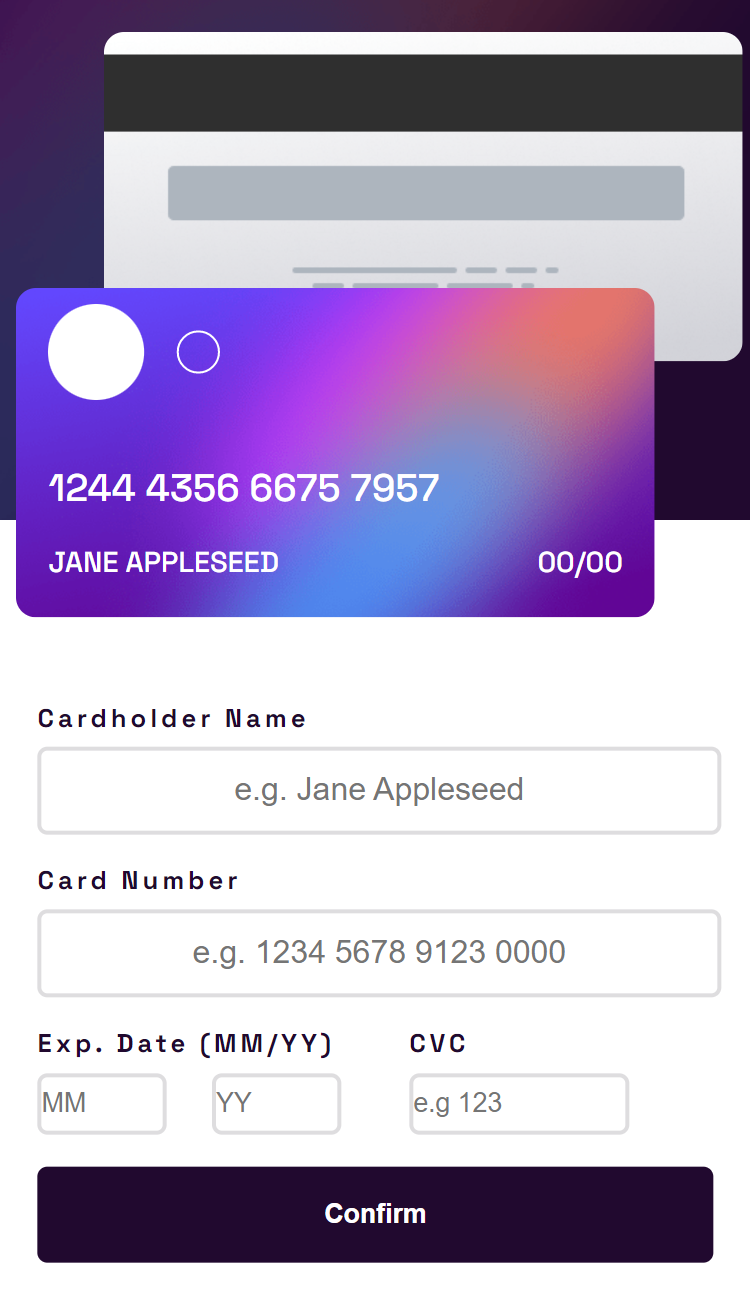 1244 4356 6675 7957
JANE APPLESEED 00/00
Cardholder Name
e.g. Jane Appleseed
Card Number
e.g. 1234 5678 9123 0000
Exp. Date (MM/YY) CVC
MM YY e.g 123
Confirm